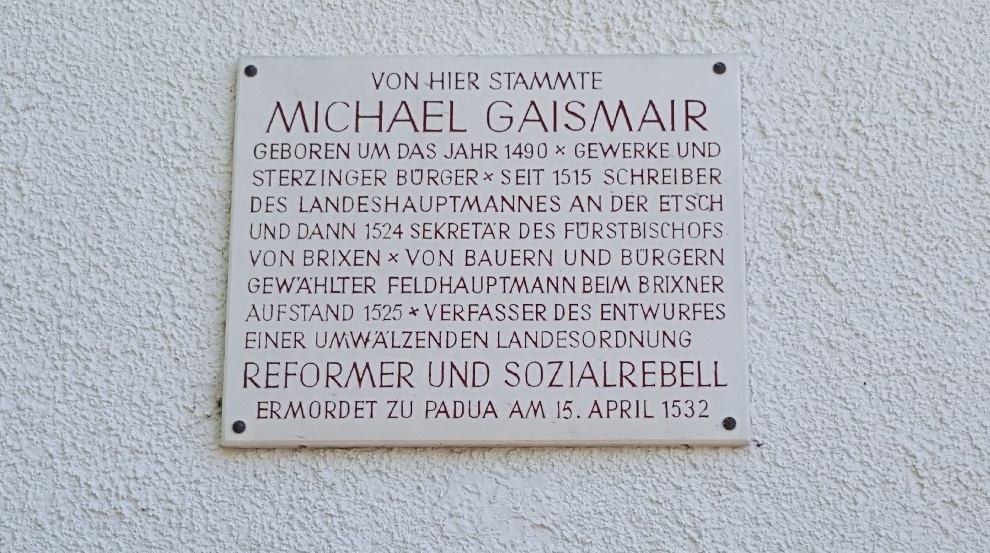 VON HIER STAMMTE
MICHAEL GAISMAIR
GEBOREN UM DAS JAHR 1490 × GEWERKE UND
STERZINGER BÜRGER × SEIT 1515 SCHREIBER
DES LANDESHAUPTMANNES AN DER ETSCH
UND DANN 1524 SEKRETÄR DES FÜRSTBISCHOFS
VON BRIXEN × VON BAUERN UND BÜRGERN
GEWÄHLTER FELDHAUPTMANN BEIM BRIXNER
AUFSTAND 1525 × VERFASSER DES ENTWURFES
EINER UMWÄLZENDEN LANDESORDNUNG
REFORMER UND SOZIALREBELL
ERMORDET ZU PADUA AM 15. APRIL 1532